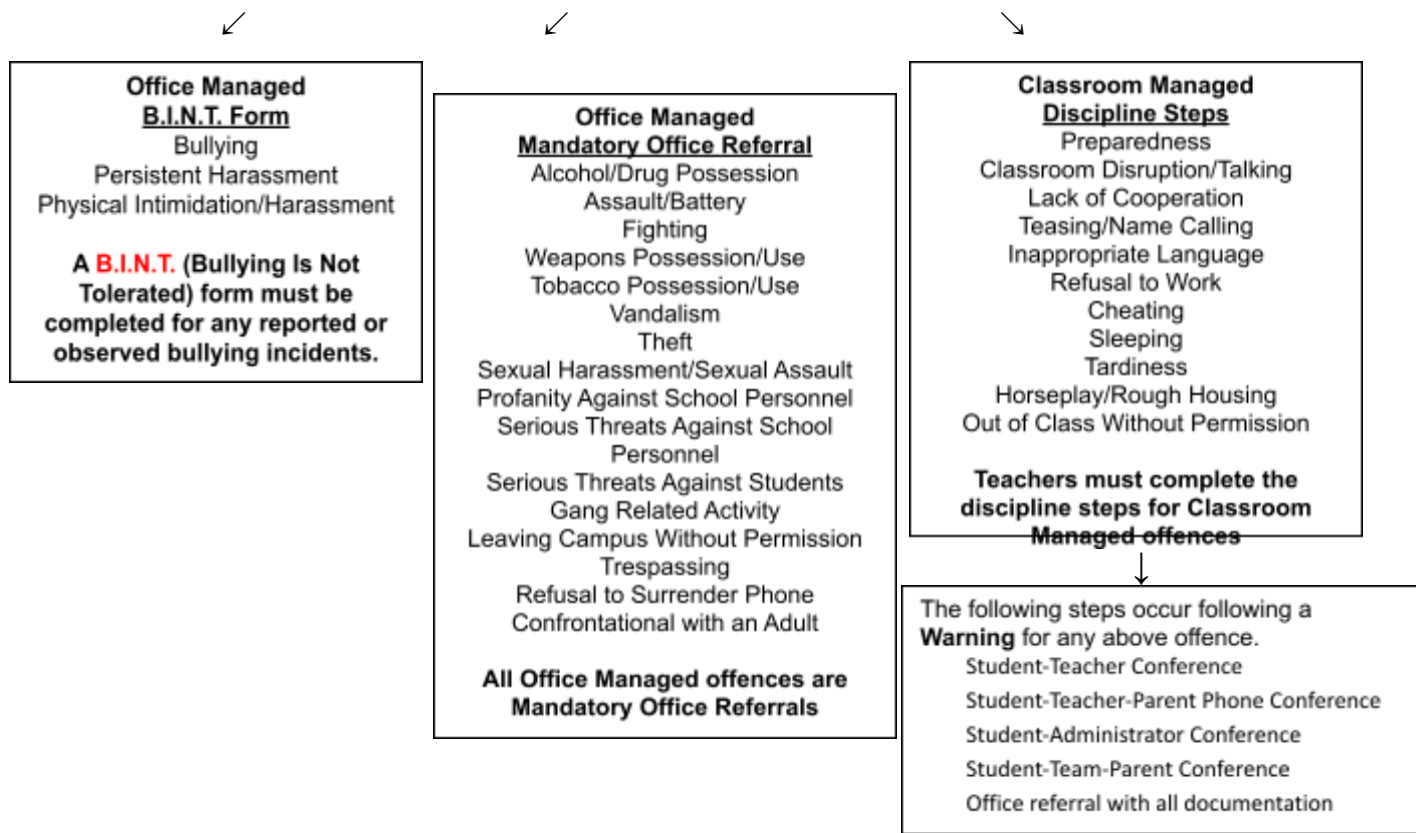 Office Managed
B.I.N.T. Form
Bullying
Persistent Harassment
Physical Intimidation/Harassment
A B.I.N.T. (Bullying Is Not
Tolerated) form must be
completed for any reported or
observed bullying incidents.
Office Managed
Mandatory Office Referral
Alcohol/Drug Possession
Assault/Battery
Fighting
Weapons Possession/Use
Tobacco Possession/Use
Vandalism
Theft
Sexual Harassment/Sexual Assault
Profanity Against School Personnel
Serious Threats Against School
Personnel
Serious Threats Against Students
Gang Related Activity
Leaving Campus Without Permission
Trespassing
Refusal to Surrender Phone
Confrontational with an Adult
All Office Managed offences are
Mandatory Office Referrals
Classroom Managed
Discipline Steps
Preparedness
Classroom Disruption/Talking
Lack of Cooperation
Teasing/Name Calling
Inappropriate Language
Refusal to Work
Cheating
Sleeping
Tardiness
Horseplay/Rough Housing
Out of Class Without Permission
Teachers must complete the
discipline steps for Classroom
Managed offences
The following steps occur following a
Warning for any above offence.
Student-Teacher Conference
Student-Teacher-Parent Phone Conference
Student-Administrator Conference
Student-Team-Parent Conference
Office referral with all documentation